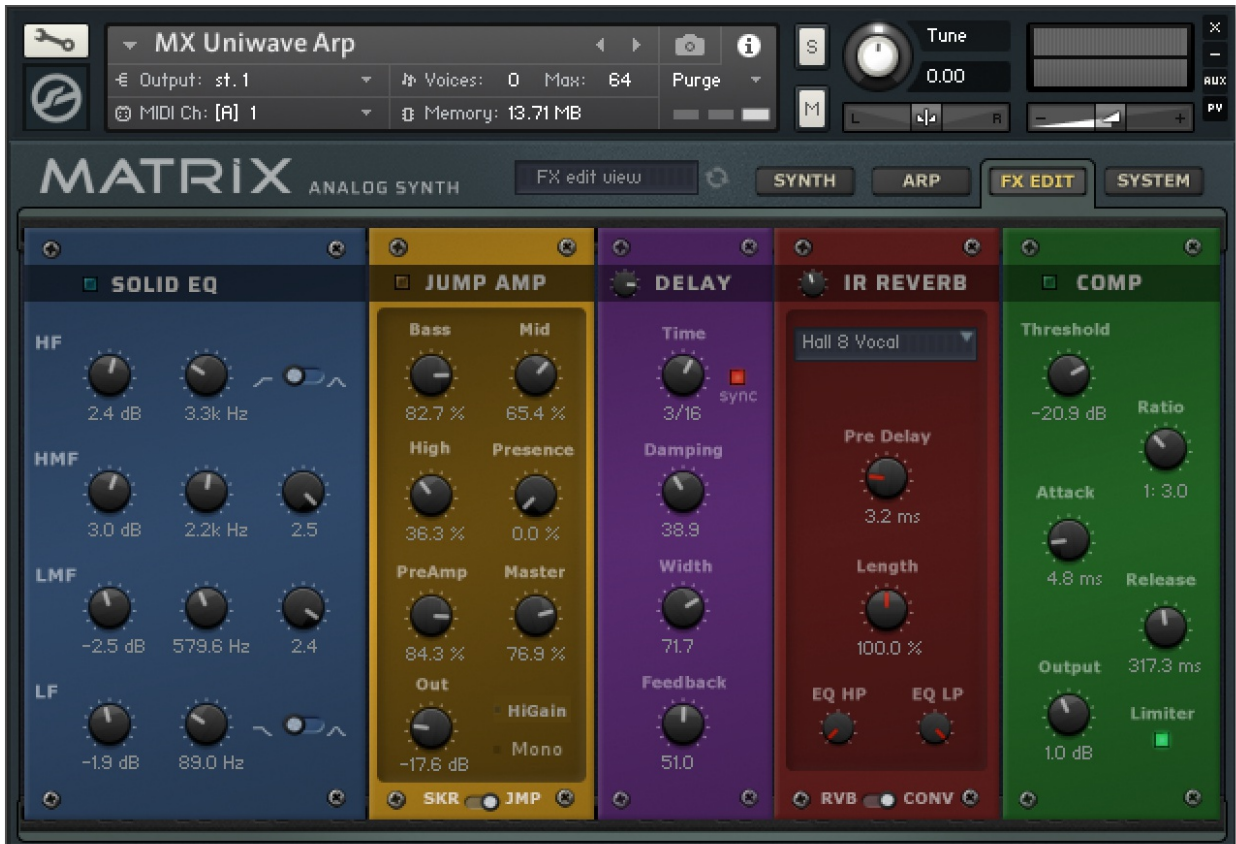 MX Uniwave Arp
Output: st. 1
Voices: 0 Max: 64
Purge
MIDI Ch: [A] 1
Memory: 13.71 MB
S
M
Tune
0.00
L R
- +
X
-
AUX
PV
MATRiX ANALOG SYNTH
FX edit view
SYNTH
ARP
FX EDIT
SYSTEM
SOLID EQ
HF
2.4 dB 3.3k Hz
HMF
3.0 dB 2.2k Hz 2.5
LMF
-2.5 dB 579.6 Hz 2.4
LF
-1.9 dB 89.0 Hz
JUMP AMP
Bass Mid
82.7 % 65.4 %
High Presence
36.3 % 0.0 %
PreAmp Master
84.3 % 76.9 %
Out
HiGain
Mono
-17.6 dB
SKR JMP
DELAY
Time
sync
3/16
Damping
38.9
Width
71.7
Feedback
51.0
IR REVERB
Hall 8 Vocal
Pre Delay
3.2 ms
Length
100.0 %
EQ HP EQ LP
RVB CONV
COMP
Threshold
-20.9 dB
Ratio
1: 3.0
Attack
4.8 ms
Release
317.3 ms
Output
1.0 dB
Limiter